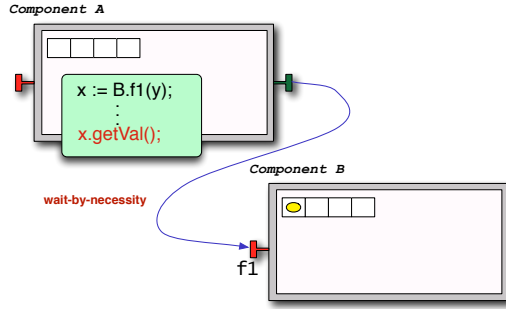 Component A
x := B.f1(y);
:
x.getVal();
Component B
wait-by-necessity
f1